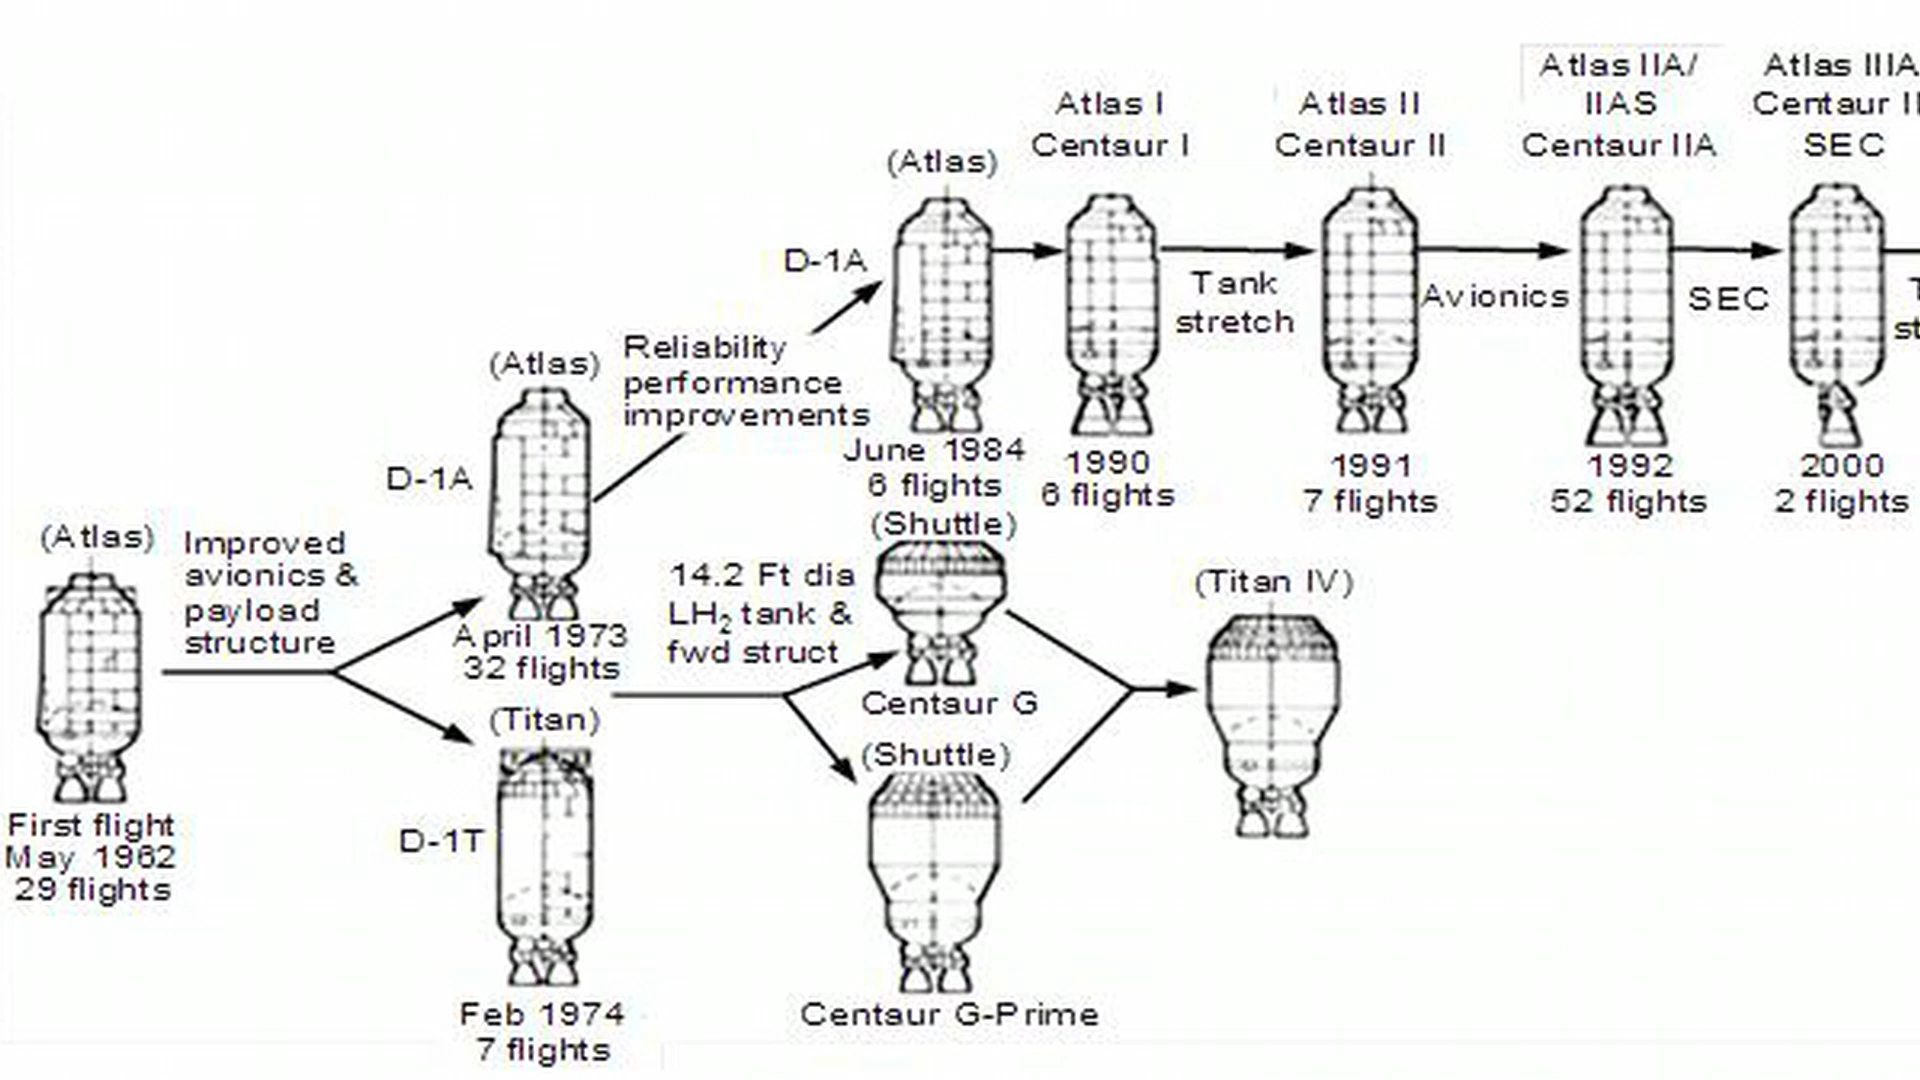 (Atlas)
First flight
May 1962
29 flights
Improved
avionics &
payload
structure
(Atlas)
D-1A
April 1973
32 flights
(Titan)
D-1T
Feb 1974
7 flights
Reliability
performance
improvements
D-1A
(Atlas)
June 1984
6 flights
14.2 Ft dia
LH2 tank &
fwd struct
(Shuttle)
Centaur G
(Shuttle)
Centaur G-Prime
(Titan IV)
Atlas I
Centaur I
1990
6 flights
Tank
stretch
Atlas II
Centaur II
1991
7 flights
Avionics
Atlas IIA/
IIAS
Centaur IIA
1992
52 flights
SEC
Atlas IIIA
Centaur II
SEC
2000
2 flights